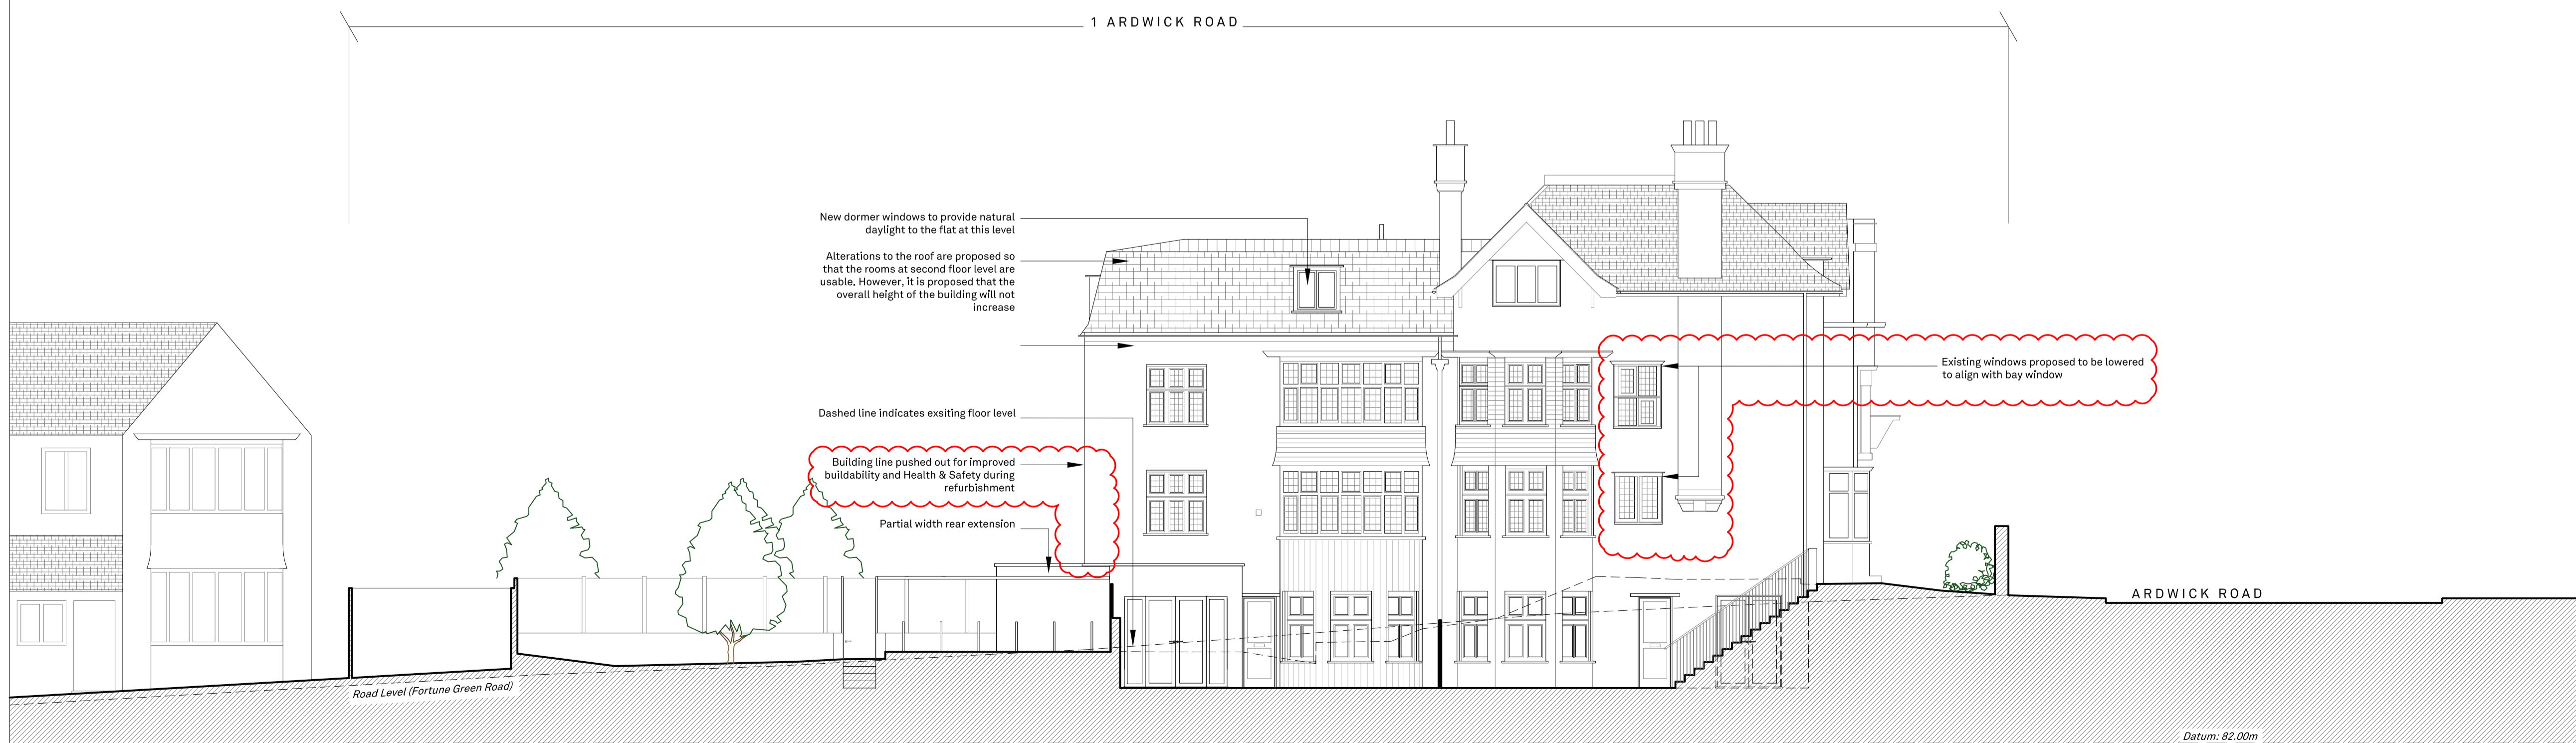 1 ARDWICK ROAD
New dormer windows to provide natural
daylight to the flat at this level
Alterations to the roof are proposed so
that the rooms at second floor level are
usable. However, it is proposed that the
overall height of the building will not
increase
Existing windows proposed to be lowered
to align with bay window
Dashed line indicates exsiting floor level
Building line pushed out for improved
buildability and Health & Safety during
refurbishment
Partial width rear extension
ARDWICK ROAD
Road Level (Fortune Green Road)
Datum: 82.00m